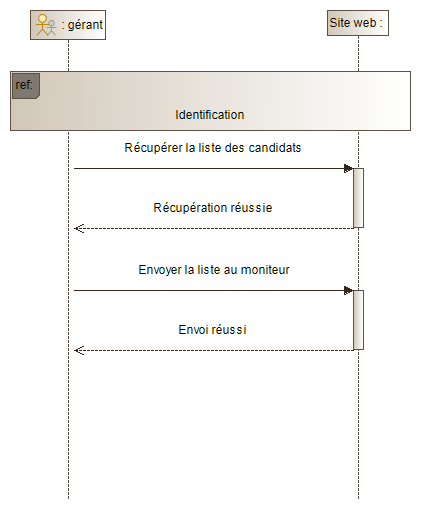 : gérant
Site web :
ref:
Identification
Récupérer la liste des candidats
Récupération réussie
Envoyer la liste au moniteur
Envoi réussi